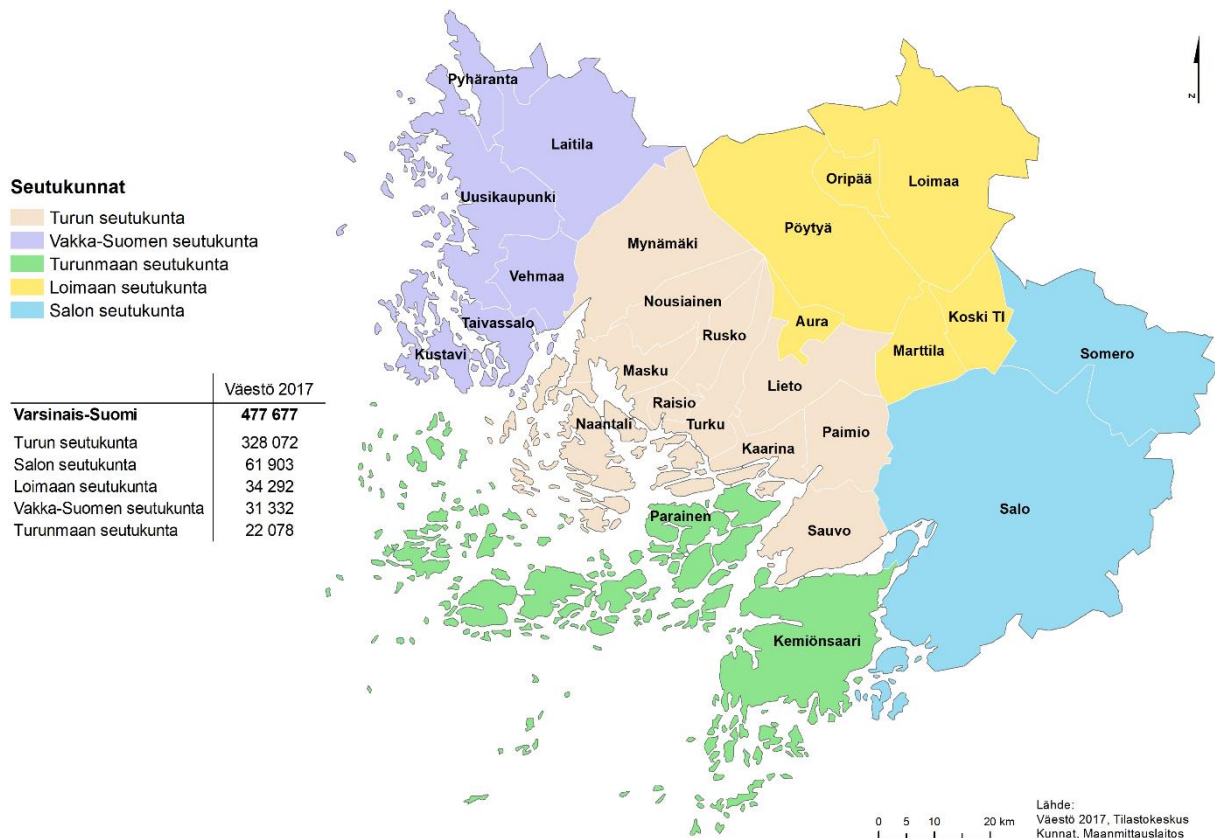 Seutukunnat
Turun seutukunta
Vakka-Suomen seutukunta
Turunmaan seutukunta
Loimaan seutukunta
Salon seutukunta
Väestö 2017
Varsinais-Suomi 477 677
Turun seutukunta 328 072
Salon seutukunta 61 903
Loimaan seutukunta 34 292
Vakka-Suomen seutukunta 31 332
Turunmaan seutukunta 22 078
Pyhäranta
Laitila
Uusikaupunki
Vehmaa
Taivassalo
Kustavi
Mynämäki
Nousiainen
Rusko
Masku
Raisio
Naantali
Turku
Lieto
Kaarina
Paimio
Sauvo
Oripää
Loimaa
Pöytyä
Aura
Marttila
Koski Tl
Somero
Salo
Parainen
Kemiönsaari
N
0 5 10 20 km
Lähde:
Väestö 2017, Tilastokeskus
Kunnat, Maanmittauslaitos